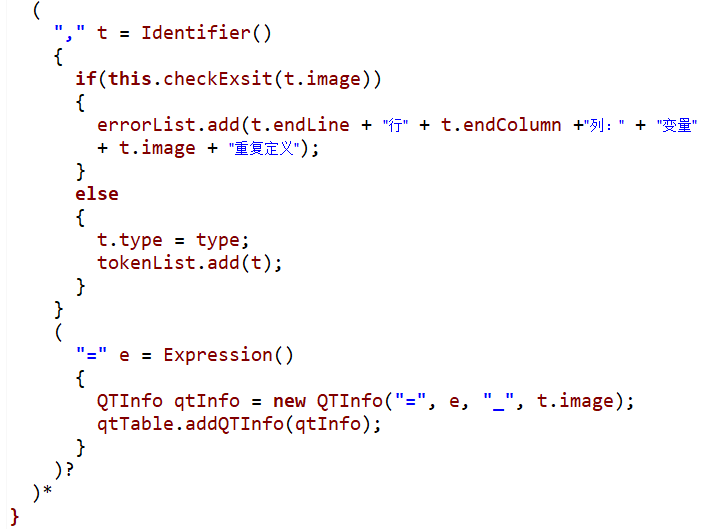 (
"," t = Identifier()
{
if(this.checkExsit(t.image))
{
errorList.add(t.endLine + "行" + t.endColumn +"列：" + "变量"
+ t.image + "重复定义");
}
else
{
t.type = type;
tokenList.add(t);
}
}
(
"=" e = Expression()
{
QTInfo qtInfo = new QTInfo("=", e, "_", t.image);
qtTable.addQTInfo(qtInfo);
}
)?
)*
}